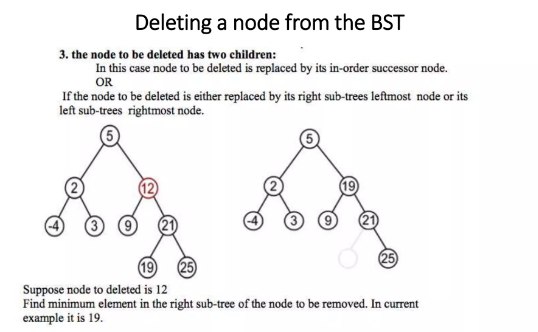 Deleting a node from the BST
3. the node to be deleted has two children:
In this case node to be deleted is replaced by its in-order successor node.
OR
If the node to be deleted is either replaced by its right sub-trees leftmost node or its
left sub-trees rightmost node.
5
2
12
-4
3
9
21
19
25
5
2
19
-4
3
9
21
25
Suppose node to deleted is 12
Find minimum element in the right sub-tree of the node to be removed. In current
example it is 19.